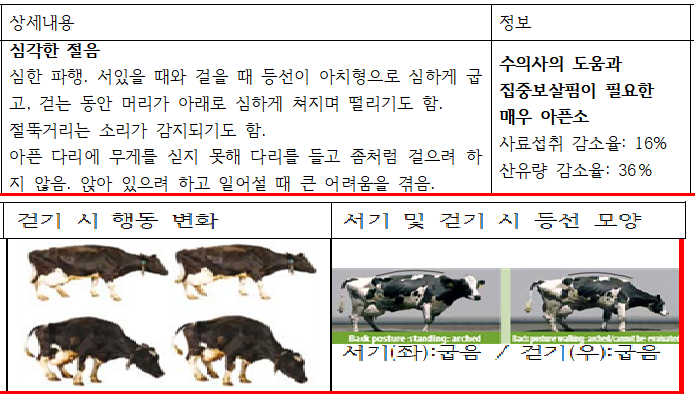 상세내용
정보
심각한 절음
심한 파행. 서있을 때와 걸을 때 등선이 아치형으로 심하게 굽
고, 걷는 동안 머리가 아래로 심하게 쳐지며 떨리기도 함.
절뚝거리는 소리가 감지되기도 함.
아픈 다리에 무게를 싣지 못해 다리를 들고 좀처럼 걸으려 하
지 않음. 앉아 있으려 하고 일어설 때 큰 어려움을 겪음.
수의사의 도움과
집중보살핌이 필요한
매우 아픈소
사료섭취 감소율: 16%
산유량 감소율: 36%
걷기 시 행동 변화
서기 및 걷기 시 등선 모양
Back posture standing: arched
Back posture walking: arched/cannot be evaluated
서기(좌):굽음 / 걷기(우):굽음